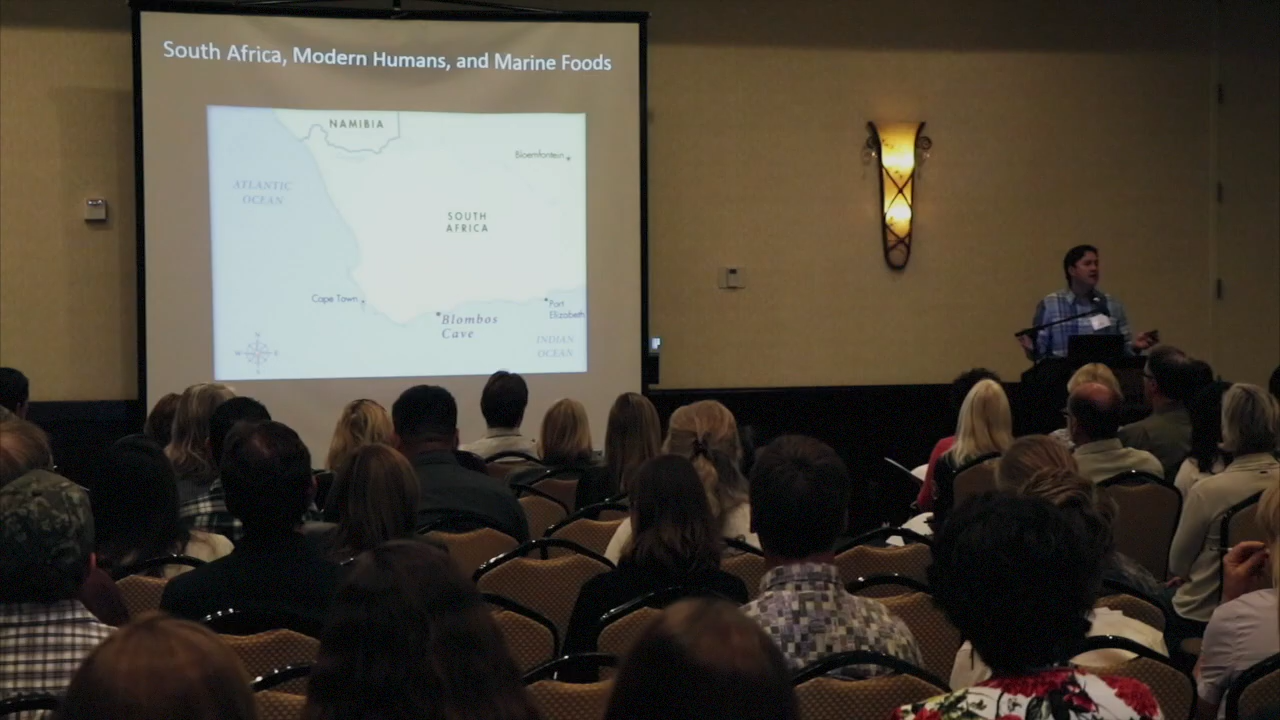 South Africa, Modern Humans, and Marine Foods
NAMIBIA
Bloemfontein
ATLANTIC
OCEAN
SOUTH
AFRICA
Cape Town
Port
Elizabeth
Blombos
Cave
INDIAN
OCEAN